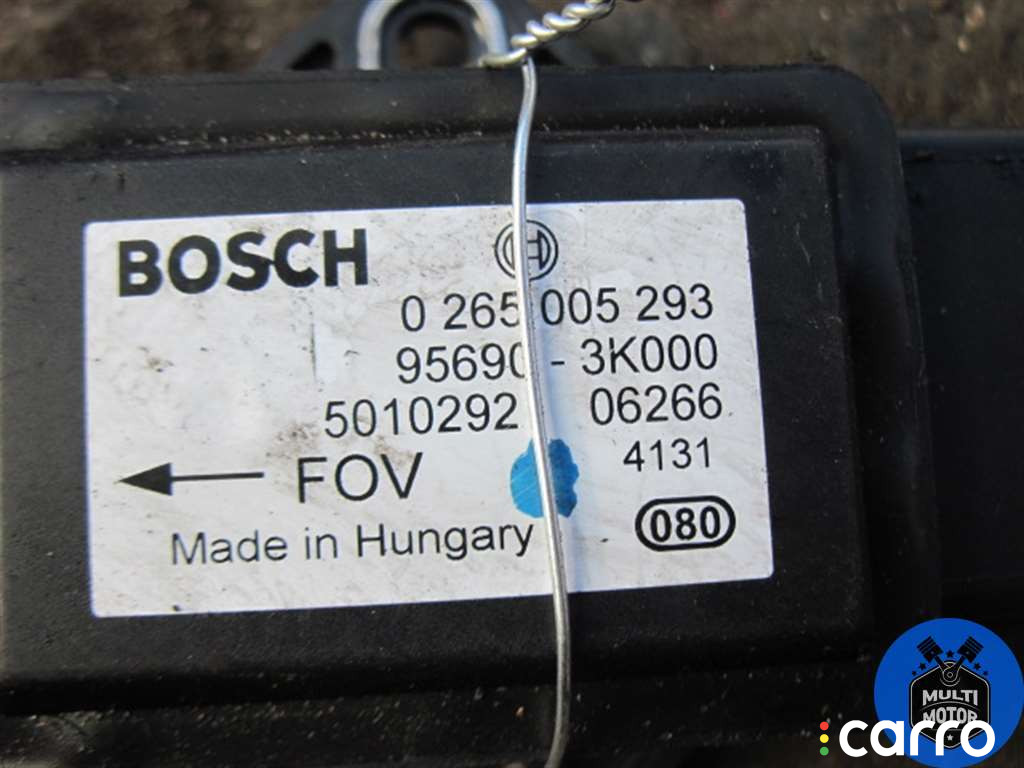 BOSCH
0 265 005 293
95690 - 3K000
5010292 06266
4131
FOV
080
Made in Hungary
MULTI
MOTOR
carro